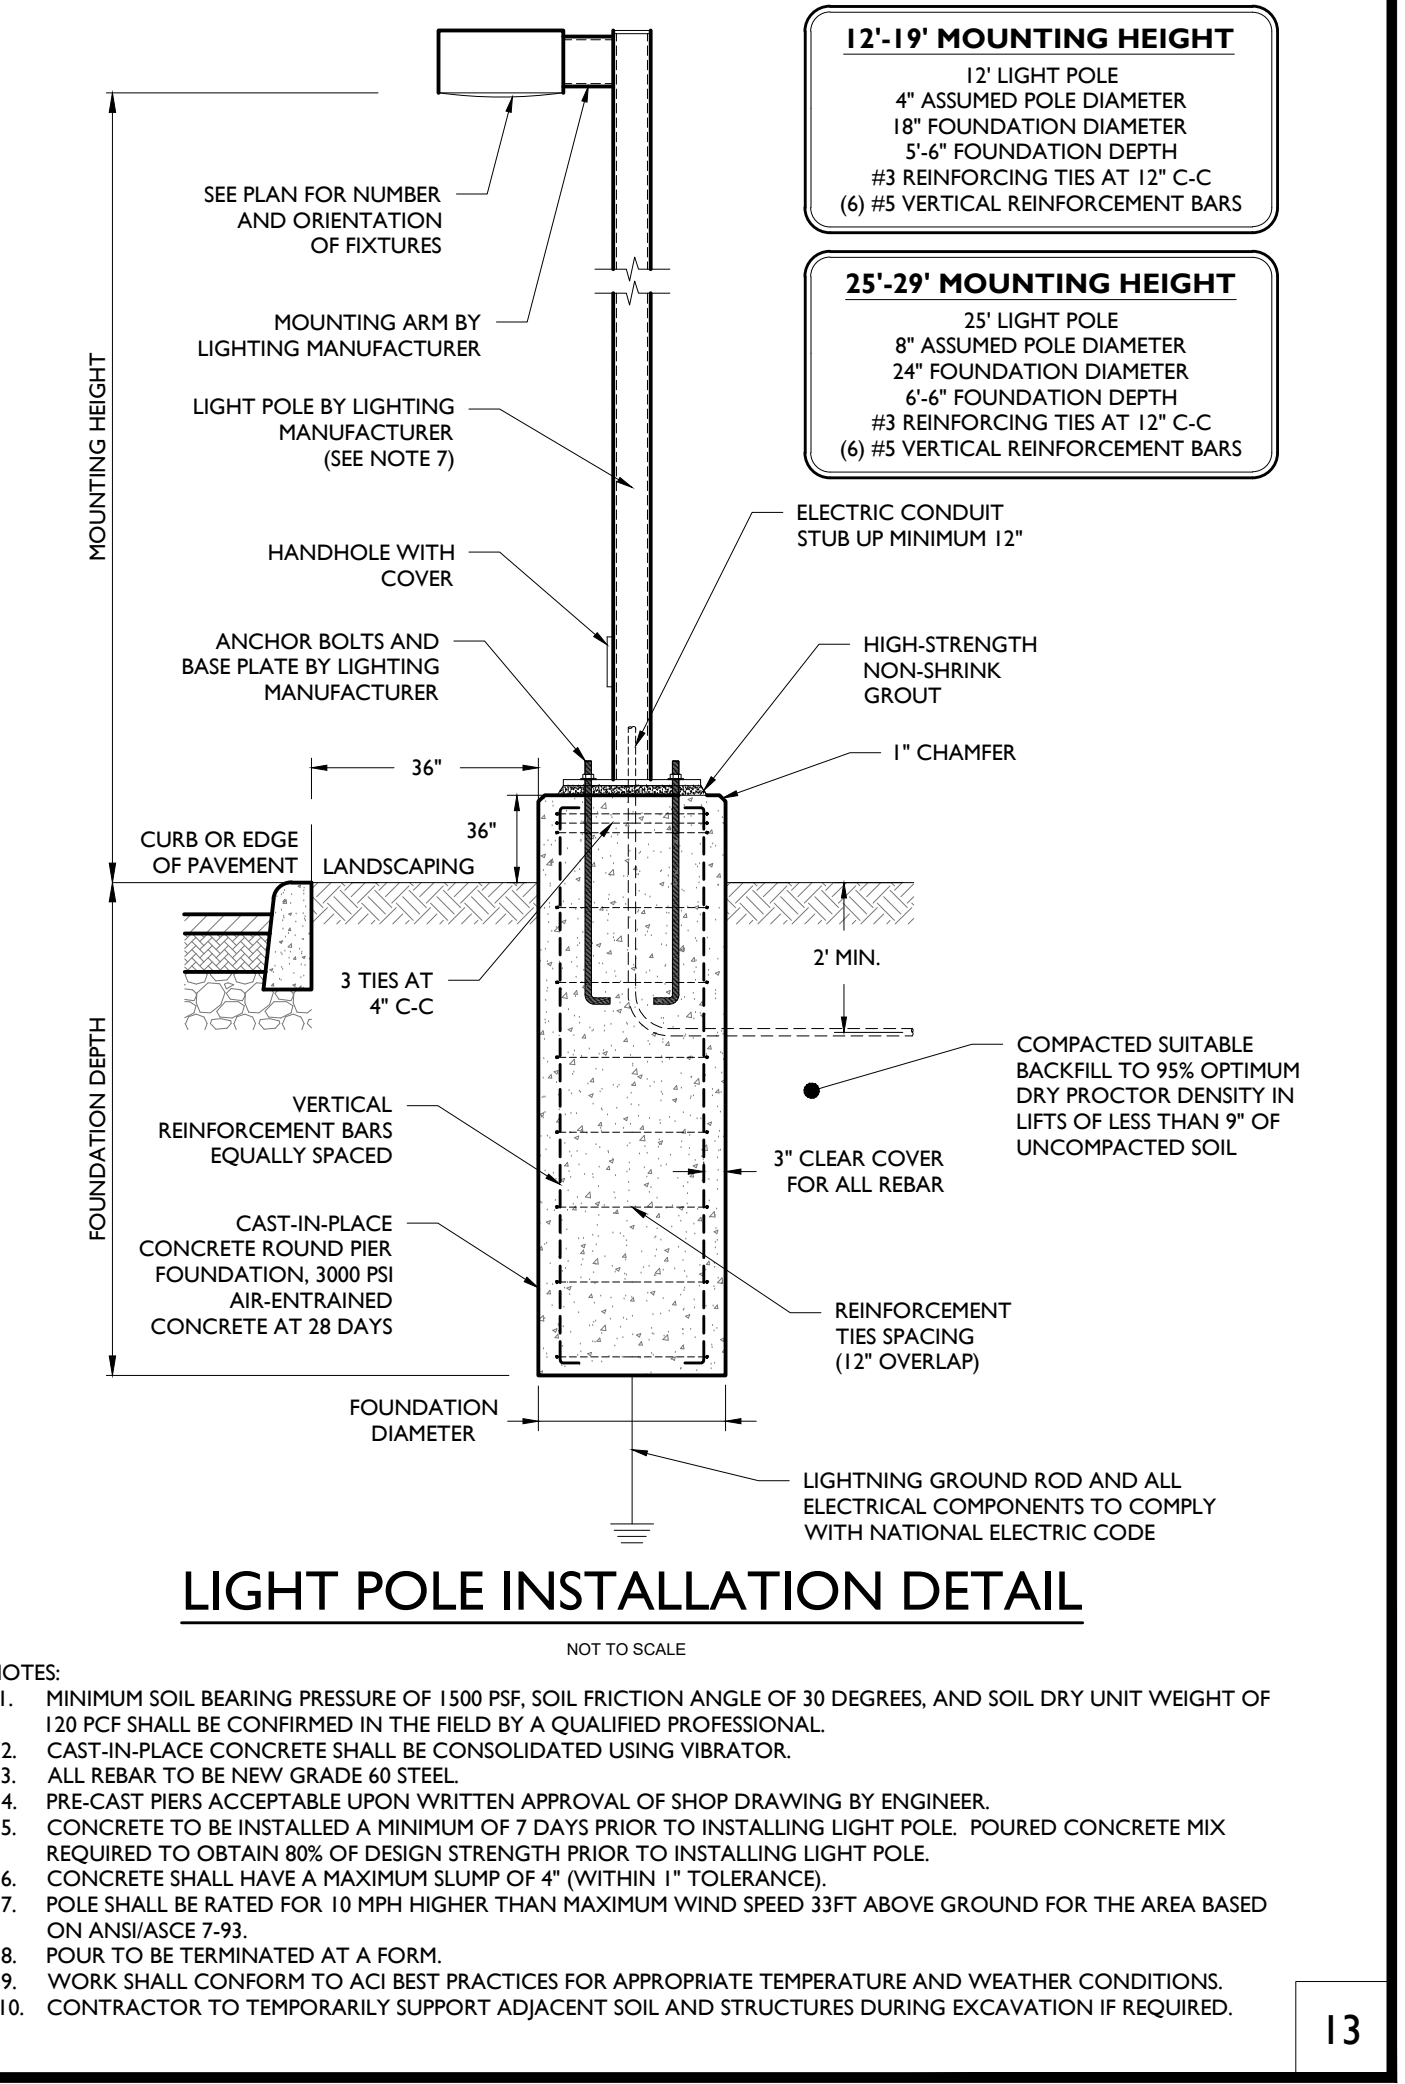 12'-19' MOUNTING HEIGHT
12' LIGHT POLE
4" ASSUMED POLE DIAMETER
18" FOUNDATION DIAMETER
5'-6" FOUNDATION DEPTH
#3 REINFORCING TIES AT 12" C-C
(6) #5 VERTICAL REINFORCEMENT BARS
25'-29' MOUNTING HEIGHT
25' LIGHT POLE
8" ASSUMED POLE DIAMETER
24" FOUNDATION DIAMETER
6'-6" FOUNDATION DEPTH
#3 REINFORCING TIES AT 12" C-C
(6) #5 VERTICAL REINFORCEMENT BARS
SEE PLAN FOR NUMBER
AND ORIENTATION
OF FIXTURES
MOUNTING ARM BY
LIGHTING MANUFACTURER
LIGHT POLE BY LIGHTING
MANUFACTURER
(SEE NOTE 7)
MOUNTING HEIGHT
ELECTRIC CONDUIT
STUB UP MINIMUM 12"
HANDHOLE WITH
COVER
ANCHOR BOLTS AND
BASE PLATE BY LIGHTING
MANUFACTURER
HIGH-STRENGTH
NON-SHRINK
GROUT
1" CHAMFER
36"
36"
CURB OR EDGE
OF PAVEMENT
LANDSCAPING
2' MIN.
3 TIES AT
4" C-C
FOUNDATION DEPTH
COMPACTED SUITABLE
BACKFILL TO 95% OPTIMUM
DRY PROCTOR DENSITY IN
LIFTS OF LESS THAN 9" OF
UNCOMPACTED SOIL
VERTICAL
REINFORCEMENT BARS
EQUALLY SPACED
3" CLEAR COVER
FOR ALL REBAR
CAST-IN-PLACE
CONCRETE ROUND PIER
FOUNDATION, 3000 PSI
AIR-ENTRAINED
CONCRETE AT 28 DAYS
REINFORCEMENT
TIES SPACING
(12" OVERLAP)
FOUNDATION
DIAMETER
LIGHTNING GROUND ROD AND ALL
ELECTRICAL COMPONENTS TO COMPLY
WITH NATIONAL ELECTRIC CODE
LIGHT POLE INSTALLATION DETAIL
NOT TO SCALE
OTES:
1. MINIMUM SOIL BEARING PRESSURE OF 1500 PSF, SOIL FRICTION ANGLE OF 30 DEGREES, AND SOIL DRY UNIT WEIGHT OF
120 PCF SHALL BE CONFIRMED IN THE FIELD BY A QUALIFIED PROFESSIONAL.
2. CAST-IN-PLACE CONCRETE SHALL BE CONSOLIDATED USING VIBRATOR.
3. ALL REBAR TO BE NEW GRADE 60 STEEL.
4. PRE-CAST PIERS ACCEPTABLE UPON WRITTEN APPROVAL OF SHOP DRAWING BY ENGINEER.
5. CONCRETE TO BE INSTALLED A MINIMUM OF 7 DAYS PRIOR TO INSTALLING LIGHT POLE. POURED CONCRETE MIX
REQUIRED TO OBTAIN 80% OF DESIGN STRENGTH PRIOR TO INSTALLING LIGHT POLE.
6. CONCRETE SHALL HAVE A MAXIMUM SLUMP OF 4" (WITHIN 1" TOLERANCE).
7. POLE SHALL BE RATED FOR 10 MPH HIGHER THAN MAXIMUM WIND SPEED 33FT ABOVE GROUND FOR THE AREA BASED
ON ANSI/ASCE 7-93.
8. POUR TO BE TERMINATED AT A FORM.
9. WORK SHALL CONFORM TO ACI BEST PRACTICES FOR APPROPRIATE TEMPERATURE AND WEATHER CONDITIONS.
10. CONTRACTOR TO TEMPORARILY SUPPORT ADJACENT SOIL AND STRUCTURES DURING EXCAVATION IF REQUIRED.
13